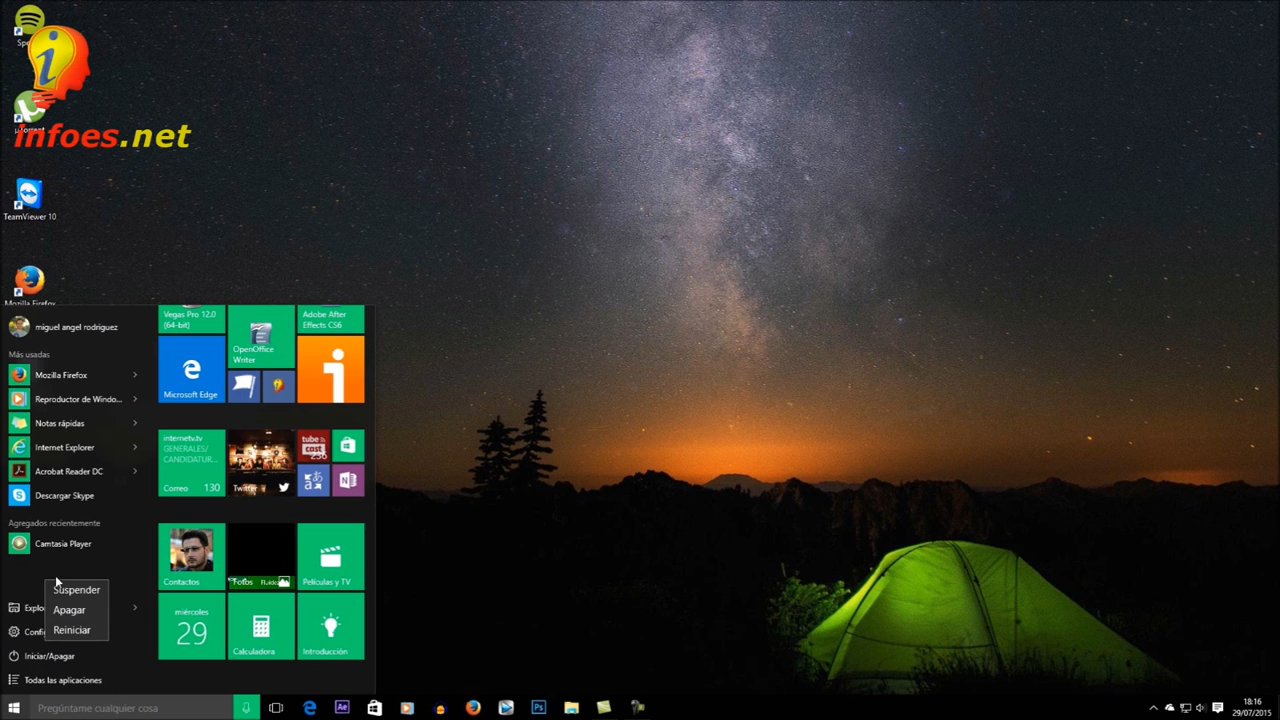 infoes.net
TeamViewer 10
Mozilla Firefox
miguel angel rodriguez
Más usadas
Mozilla Firefox
Reproductor de Windo...
Notas rápidas
Internet Explorer
Acrobat Reader DC
Descargar Skype
Agregados recientemente
Camtasia Player
Suspender
Apagar
Reiniciar
Iniciar/Apagar
Todas las aplicaciones
Vegas Pro 12.0
(64-bit)
OpenOffice
Writer
Adobe After
Effects CS6
Microsoft Edge
internetv.tv
GENERALES/
CANDIDATUR...
Correo 130
Twitter
tube
cast
Contactos
Fotos
Películas y TV
miércoles
29
Calculadora
Introducción
Pregúntame cualquier cosa
Ae
Ps
18:16
29/07/2015